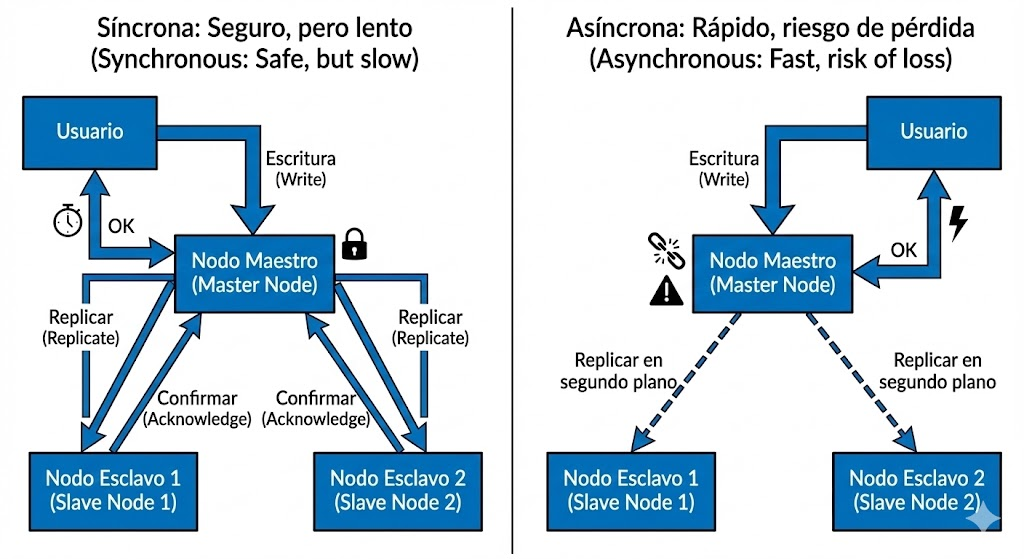 Síncrona: Seguro, pero lento
(Synchronous: Safe, but slow)
Usuario
Escritura
(Write)
OK
Nodo Maestro
(Master Node)
Replicar
(Replicate)
Replicar
(Replicate)
Confirmar
(Acknowledge)
Confirmar
(Acknowledge)
Nodo Esclavo 1
(Slave Node 1)
Nodo Esclavo 2
(Slave Node 2)
Asíncrona: Rápido, riesgo de pérdida
(Asynchronous: Fast, risk of loss)
Usuario
Escritura
(Write)
OK
Nodo Maestro
(Master Node)
Replicar en
segundo plano
Replicar en
segundo plano
Nodo Esclavo 1
(Slave Node 1)
Nodo Esclavo 2
(Slave Node 2)